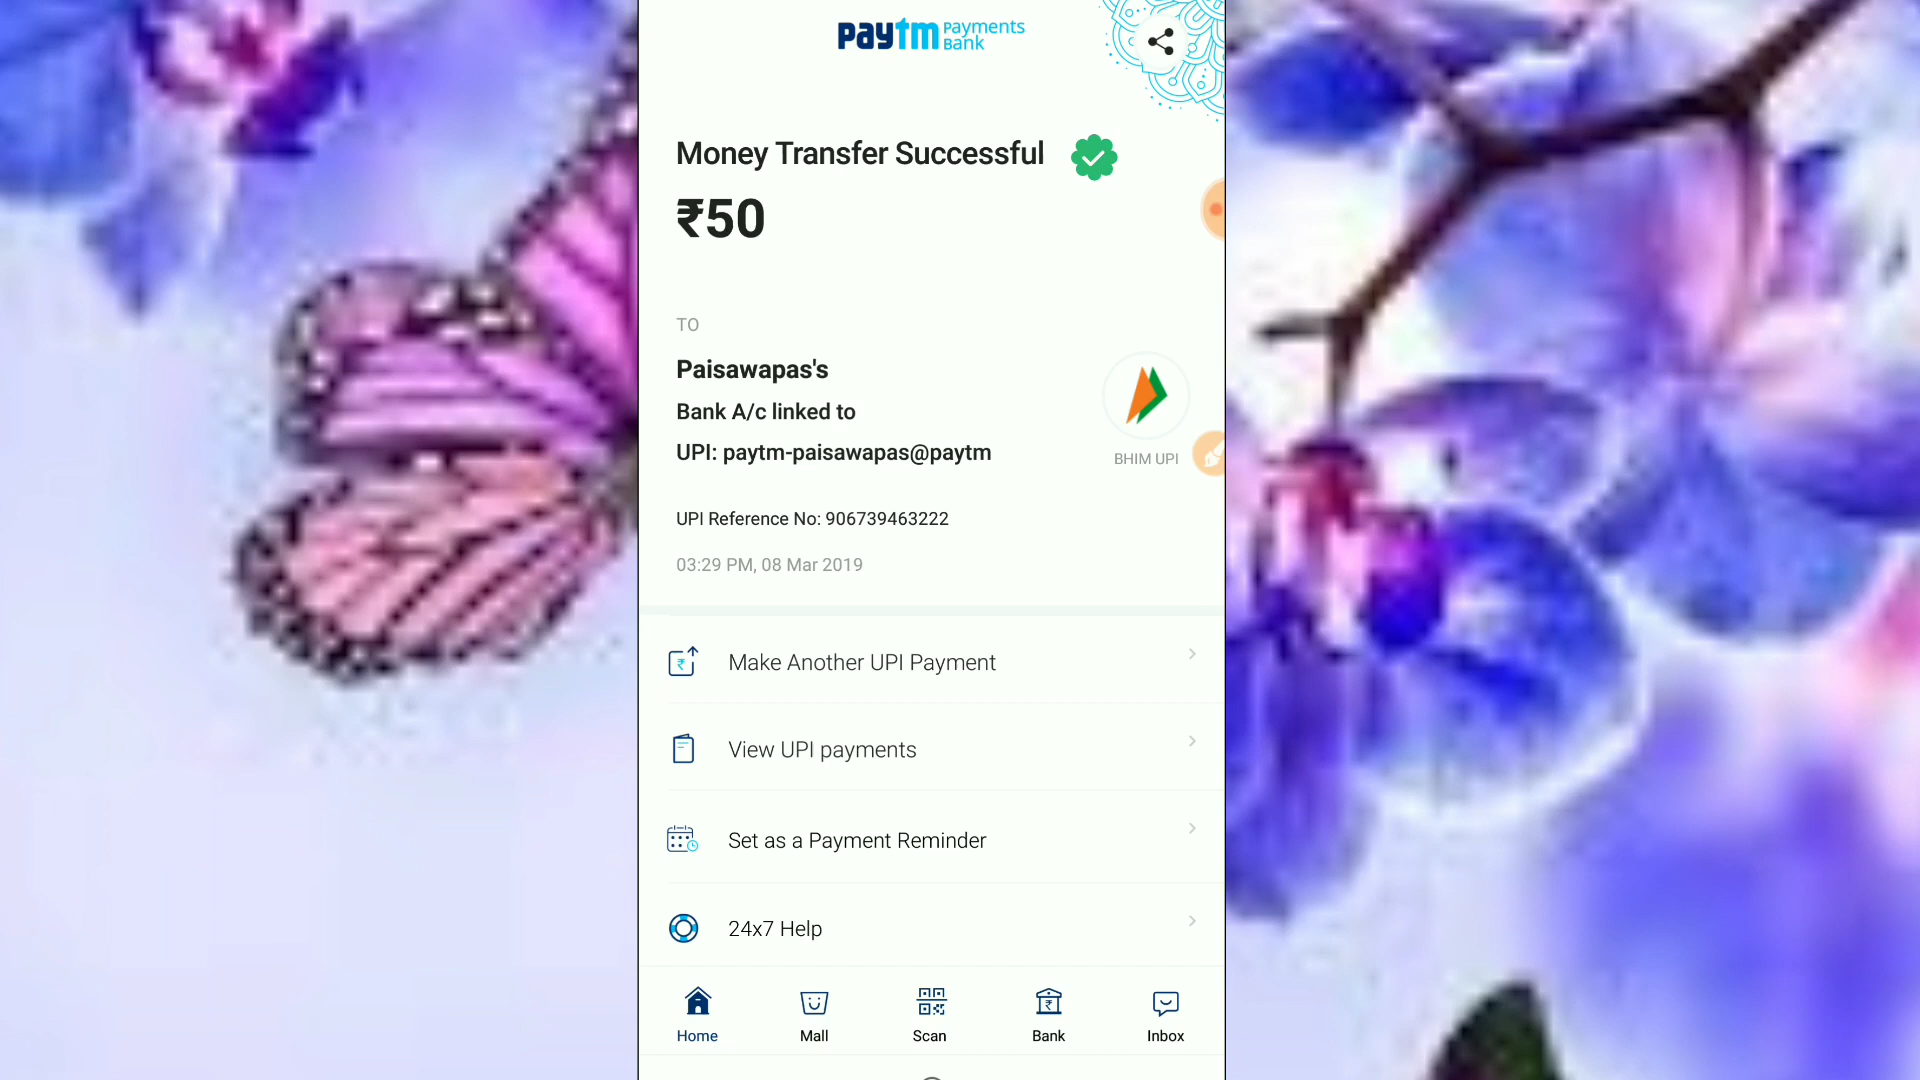 paytm Payments Bank
Money Transfer Successful
₹50
TO
Paisawapas's
Bank A/c linked to
UPI: paytm-paisawapas@paytm
BHIM UPI
UPI Reference No: 906739463222
03:29 PM, 08 Mar 2019
Make Another UPI Payment
View UPI payments
Set as a Payment Reminder
24x7 Help
Home Mall Scan Bank Inbox